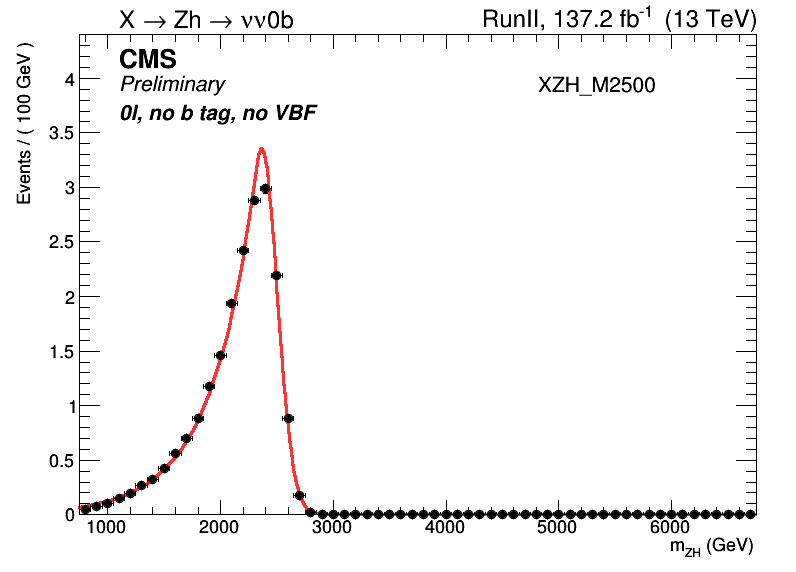 X → Zh → νν0b
RunII, 137.2 fb⁻¹ (13 TeV)
CMS
Preliminary
0l, no b tag, no VBF
XZH_M2500
Events / ( 100 GeV )
4
3.5
3
2.5
2
1.5
1
0.5
0
1000 2000 3000 4000 5000 6000
m_ZH (GeV)